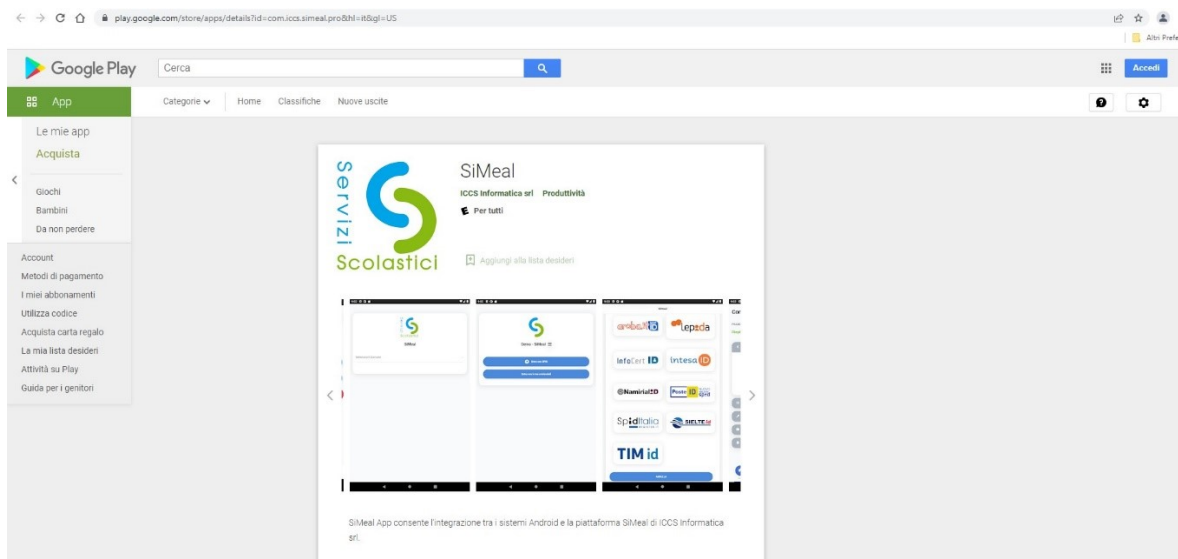 play.google.com/store/apps/details?id=com.iccs.simeal.pro&hl=it&gl=US
Altri Prefe
Google Play
Cerca
Accedi
App
Categorie
Home
Classifiche
Nuove uscite
Le mie app
Acquista
Giochi
Bambini
Da non perdere
Account
Metodi di pagamento
I miei abbonamenti
Utilizza codice
Acquista carta regalo
La mia lista desideri
Attività su Play
Guida per i genitori
Servizi
Scolastici
SiMeal
ICCS Informatica srl Produttività
E Per tutti
Aggiungi alla lista desideri
SiMeal
aruba.it ID
Lepida
InfoCert ID
intesa ID
Namirial ID
Poste ID
SpidItalia
SIELTE id
TIM id
SiMeal App consente l'integrazione tra i sistemi Android e la piattaforma SiMeal di ICCS Informatica
srl.